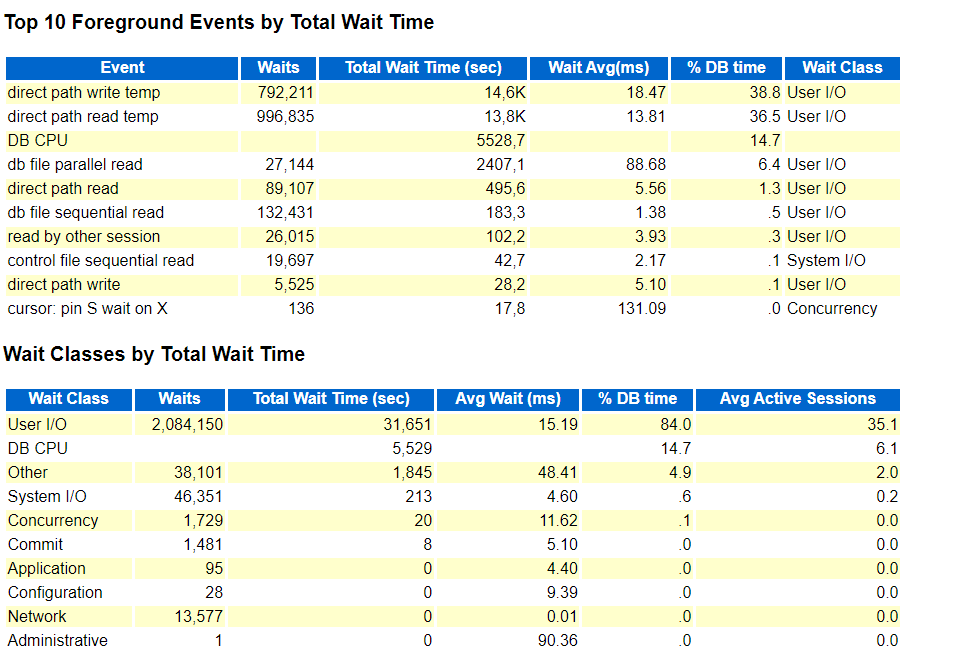 Top 10 Foreground Events by Total Wait Time
Event Waits Total Wait Time (sec) Wait Avg(ms) % DB time Wait Class
direct path write temp 792,211 14,6K 18.47 38.8 User I/O
direct path read temp 996,835 13,8K 13.81 36.5 User I/O
DB CPU 5528,7 14.7
db file parallel read 27,144 2407,1 88.68 6.4 User I/O
direct path read 89,107 495,6 5.56 1.3 User I/O
db file sequential read 132,431 183,3 1.38 .5 User I/O
read by other session 26,015 102,2 3.93 .3 User I/O
control file sequential read 19,697 42,7 2.17 .1 System I/O
direct path write 5,525 28,2 5.10 .1 User I/O
cursor: pin S wait on X 136 17,8 131.09 .0 Concurrency
Wait Classes by Total Wait Time
Wait Class Waits Total Wait Time (sec) Avg Wait (ms) % DB time Avg Active Sessions
User I/O 2,084,150 31,651 15.19 84.0 35.1
DB CPU 5,529 14.7 6.1
Other 38,101 1,845 48.41 4.9 2.0
System I/O 46,351 213 4.60 .6 0.2
Concurrency 1,729 20 11.62 .1 0.0
Commit 1,481 8 5.10 .0 0.0
Application 95 0 4.40 .0 0.0
Configuration 28 0 9.39 .0 0.0
Network 13,577 0 0.01 .0 0.0
Administrative 1 0 90.36 .0 0.0